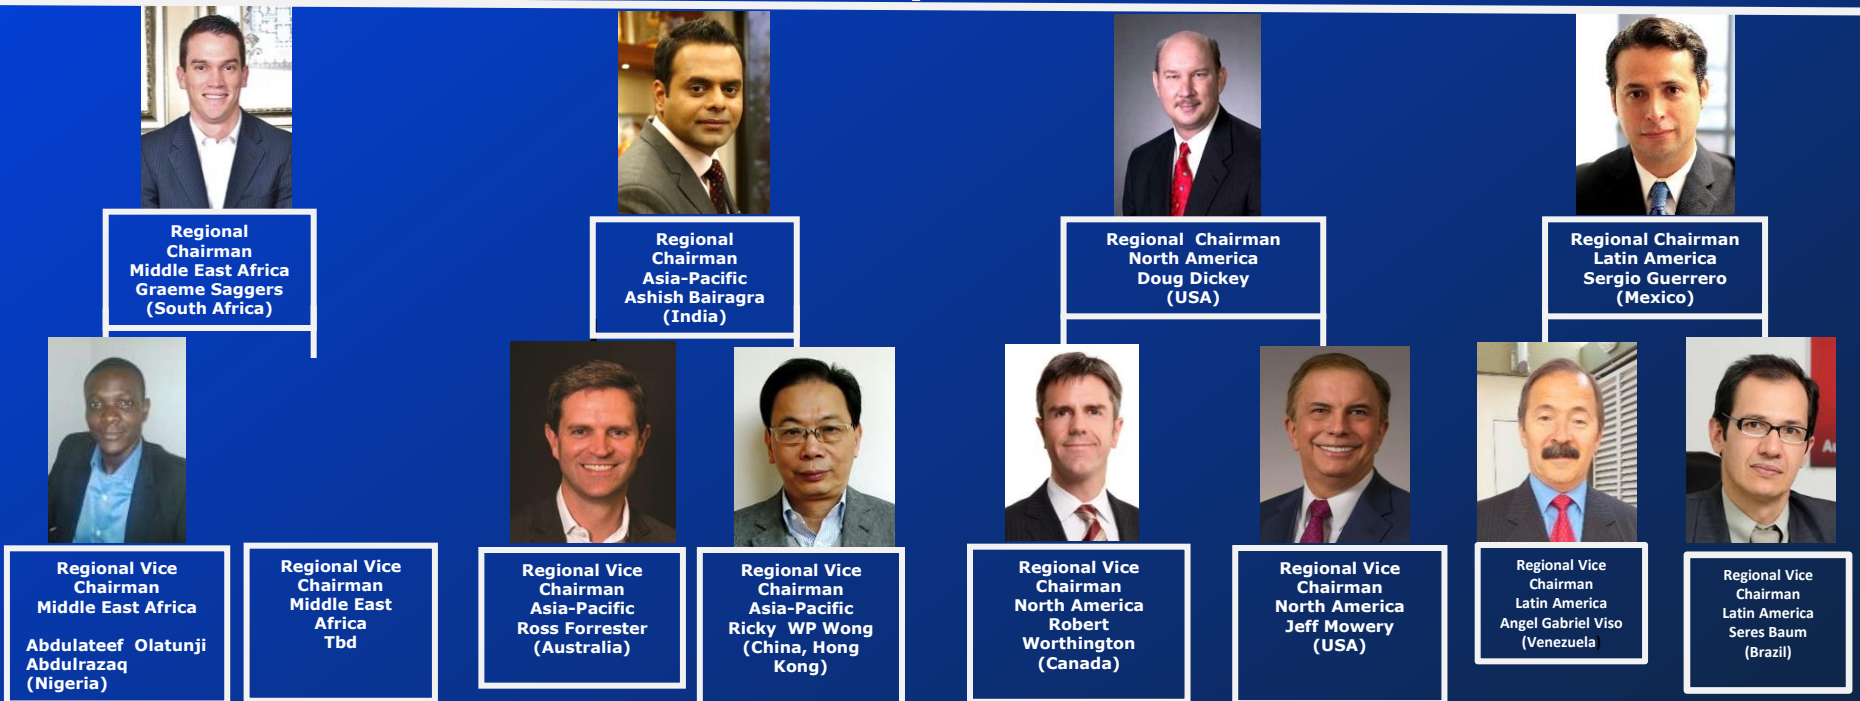 Regional
Chairman
Middle East Africa
Graeme Saggers
(South Africa)
Regional
Chairman
Asia-Pacific
Ashish Bairagra
(India)
Regional Chairman
North America
Doug Dickey
(USA)
Regional Chairman
Latin America
Sergio Guerrero
(Mexico)
Regional Vice
Chairman
Middle East Africa
Abdulateef Olatunji
Abdulrazaq
(Nigeria)
Regional Vice
Chairman
Middle East
Africa
Tbd
Regional Vice
Chairman
Asia-Pacific
Ross Forrester
(Australia)
Regional Vice
Chairman
Asia-Pacific
Ricky WP Wong
(China, Hong
Kong)
Regional Vice
Chairman
North America
Robert
Worthington
(Canada)
Regional Vice
Chairman
North America
Jeff Mowery
(USA)
Regional Vice
Chairman
Latin America
Angel Gabriel Viso
(Venezuela)
Regional Vice
Chairman
Latin America
Seres Baum
(Brazil)